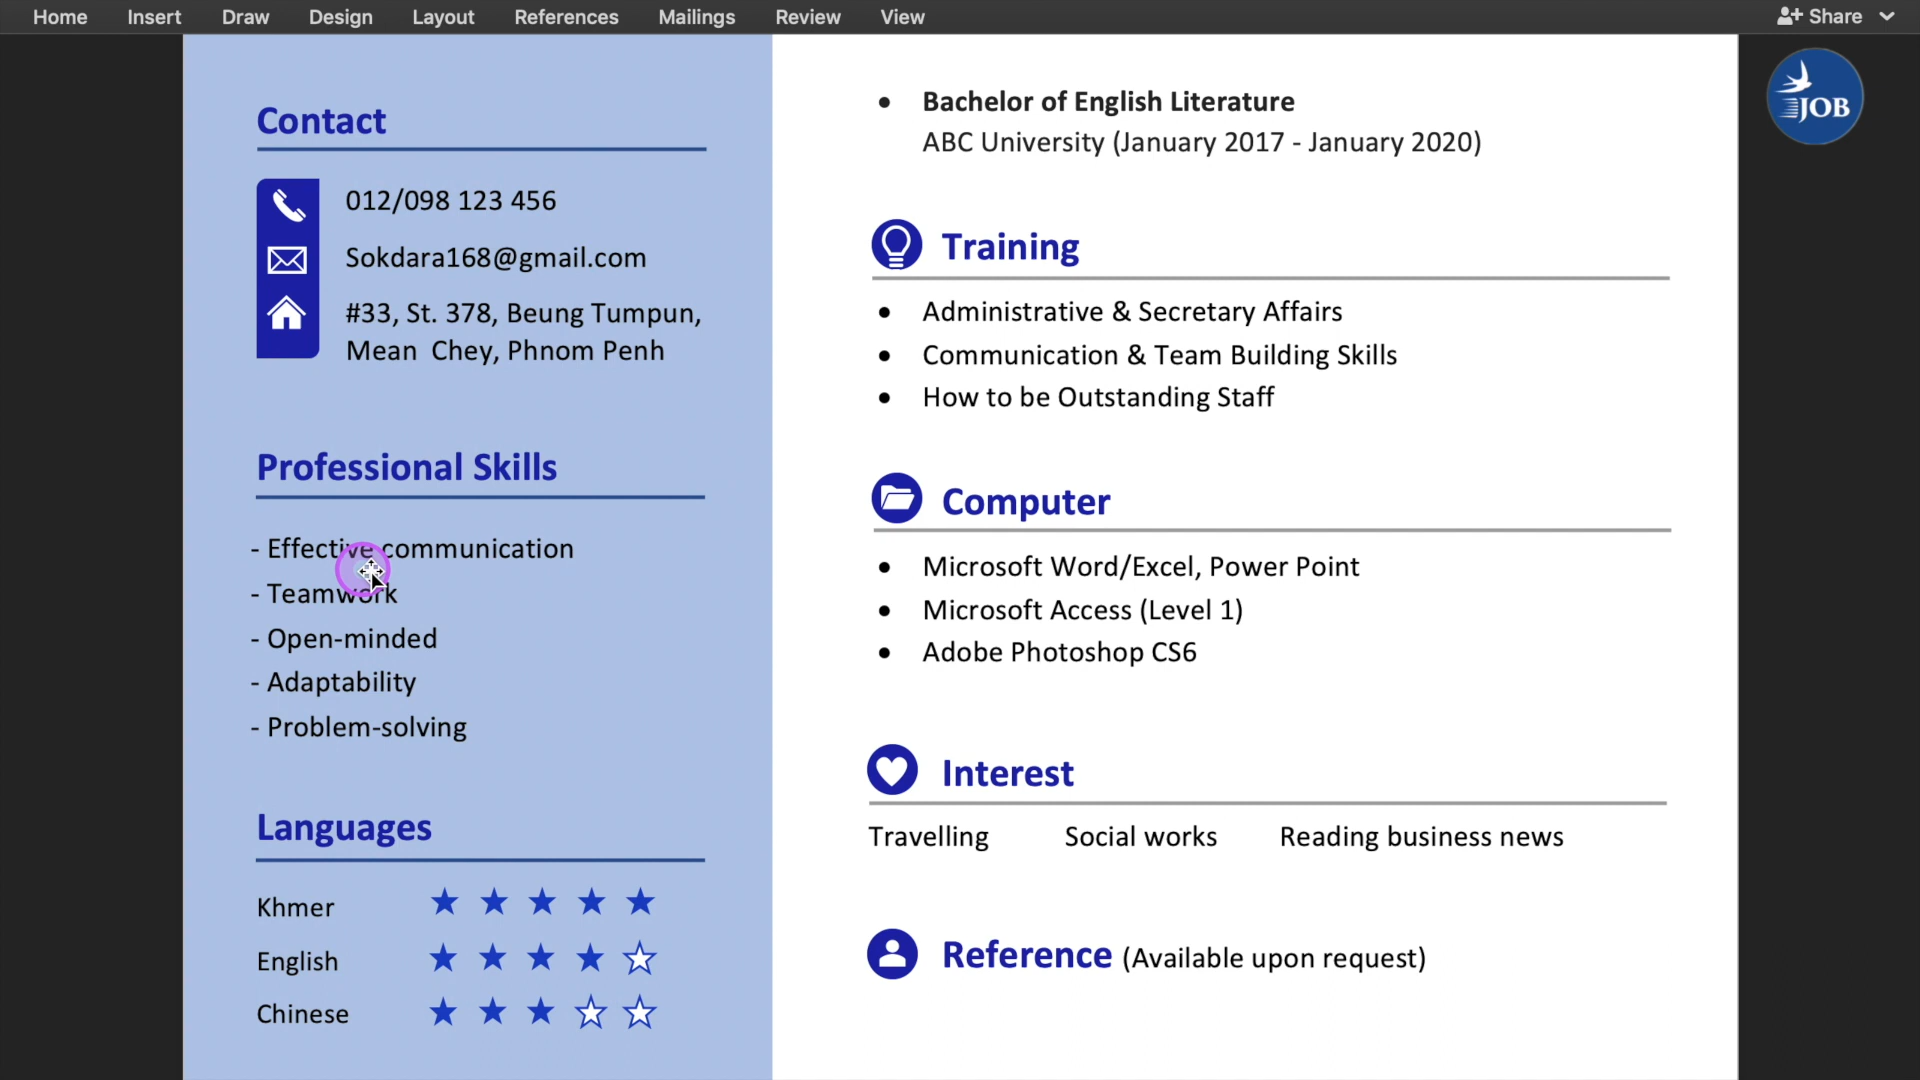 Home Insert Draw Design Layout References Mailings Review View Share
JOB
Contact
012/098 123 456
Sokdara168@gmail.com
#33, St. 378, Beung Tumpun,
Mean  Chey, Phnom Penh
Professional Skills
- Effective communication
- Teamwork
- Open-minded
- Adaptability
- Problem-solving
Languages
Khmer
English
Chinese
• Bachelor of English Literature
ABC University (January 2017 - January 2020)
Training
• Administrative & Secretary Affairs
• Communication & Team Building Skills
• How to be Outstanding Staff
Computer
• Microsoft Word/Excel, Power Point
• Microsoft Access (Level 1)
• Adobe Photoshop CS6
Interest
Travelling Social works Reading business news
Reference (Available upon request)